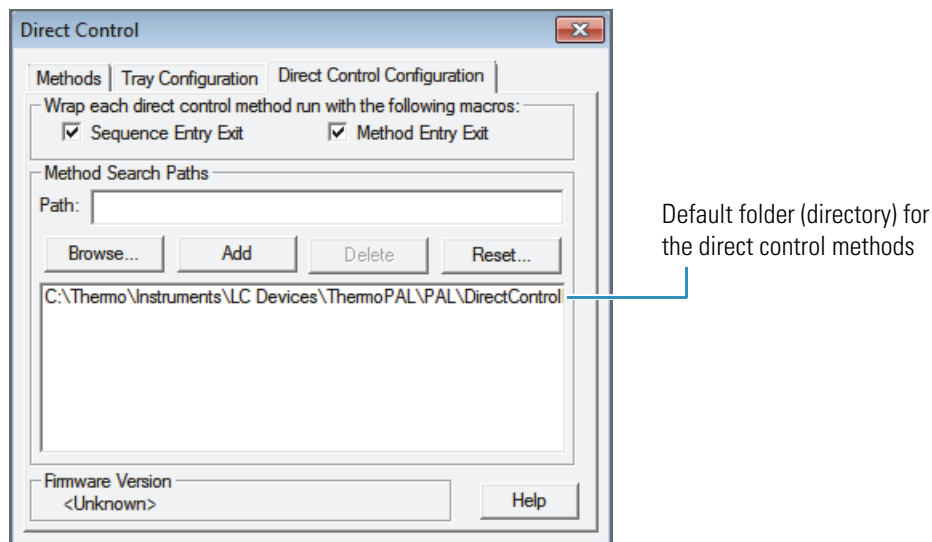 Direct Control
Methods Tray Configuration Direct Control Configuration
Wrap each direct control method run with the following macros:
Sequence Entry Exit Method Entry Exit
Method Search Paths
Path:
Browse... Add Delete Reset...
C:\Thermo\Instruments\LC Devices\ThermoPAL\PAL\DirectControl
Default folder (directory) for
the direct control methods
Firmware Version
<Unknown>
Help